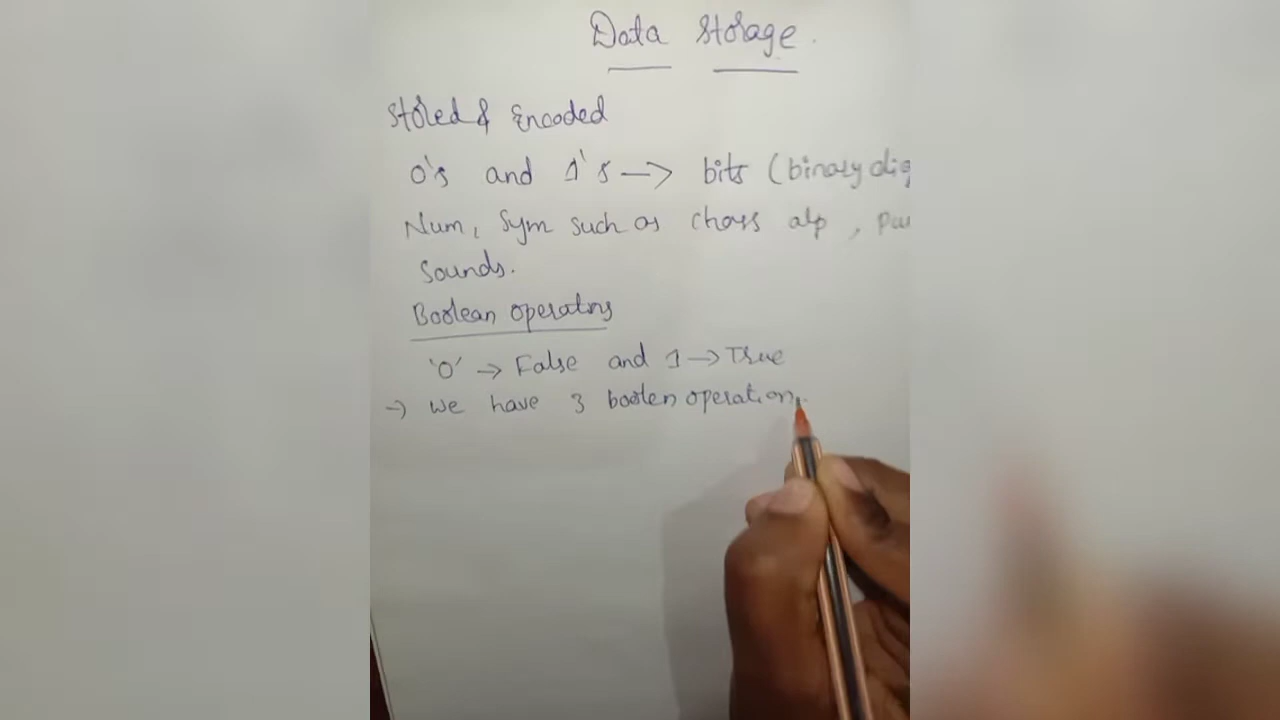 Data Storage.
Stored & Encoded
0's and 1's -> bits (binary dig
Num, Sym such as chars alp,
Sounds.
Boolean operators
'0' -> False and 1 -> True
-> We have 3 boolen operation